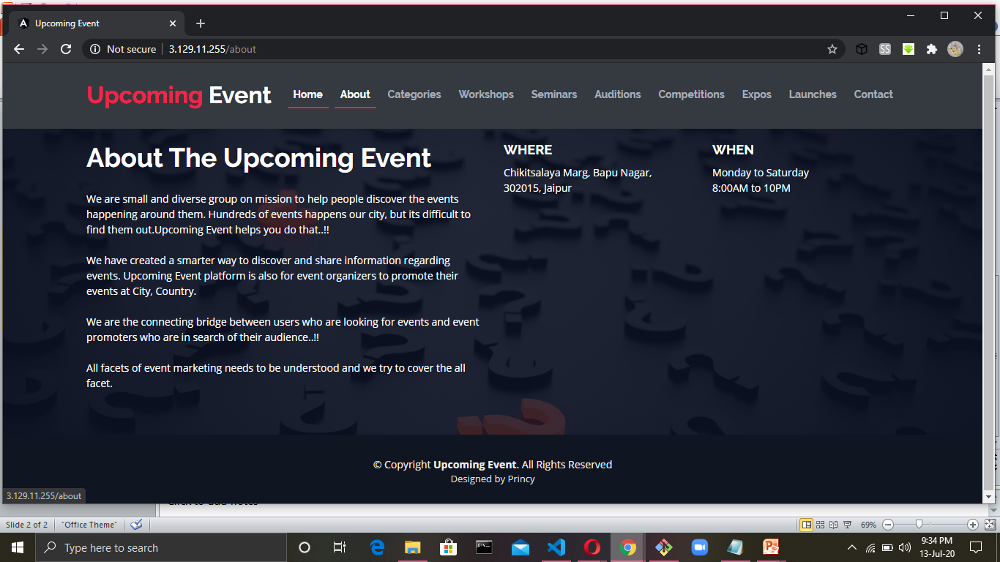 Upcoming Event
Not secure
3.129.11.255/about
SS
Upcoming Event
Home
About
Categories
Workshops
Seminars
Auditions
Competitions
Expos
Launches
Contact
About The Upcoming Event
We are small and diverse group on mission to help people discover the events
happening around them. Hundreds of events happens our city, but its difficult to
find them out.Upcoming Event helps you do that..!!
We have created a smarter way to discover and share information regarding
events. Upcoming Event platform is also for event organizers to promote their
events at City, Country.
We are the connecting bridge between users who are looking for events and event
promoters who are in search of their audience..!!
All facets of event marketing needs to be understood and we try to cover the all
facet.
WHERE
Chikitsalaya Marg, Bapu Nagar,
302015, Jaipur
WHEN
Monday to Saturday
8:00AM to 10PM
© Copyright Upcoming Event. All Rights Reserved
Designed by Princy
3.129.11.255/about
Click to add notes
Slide 2 of 2
"Office Theme"
69%
Type here to search
9:34 PM
13-Jul-20